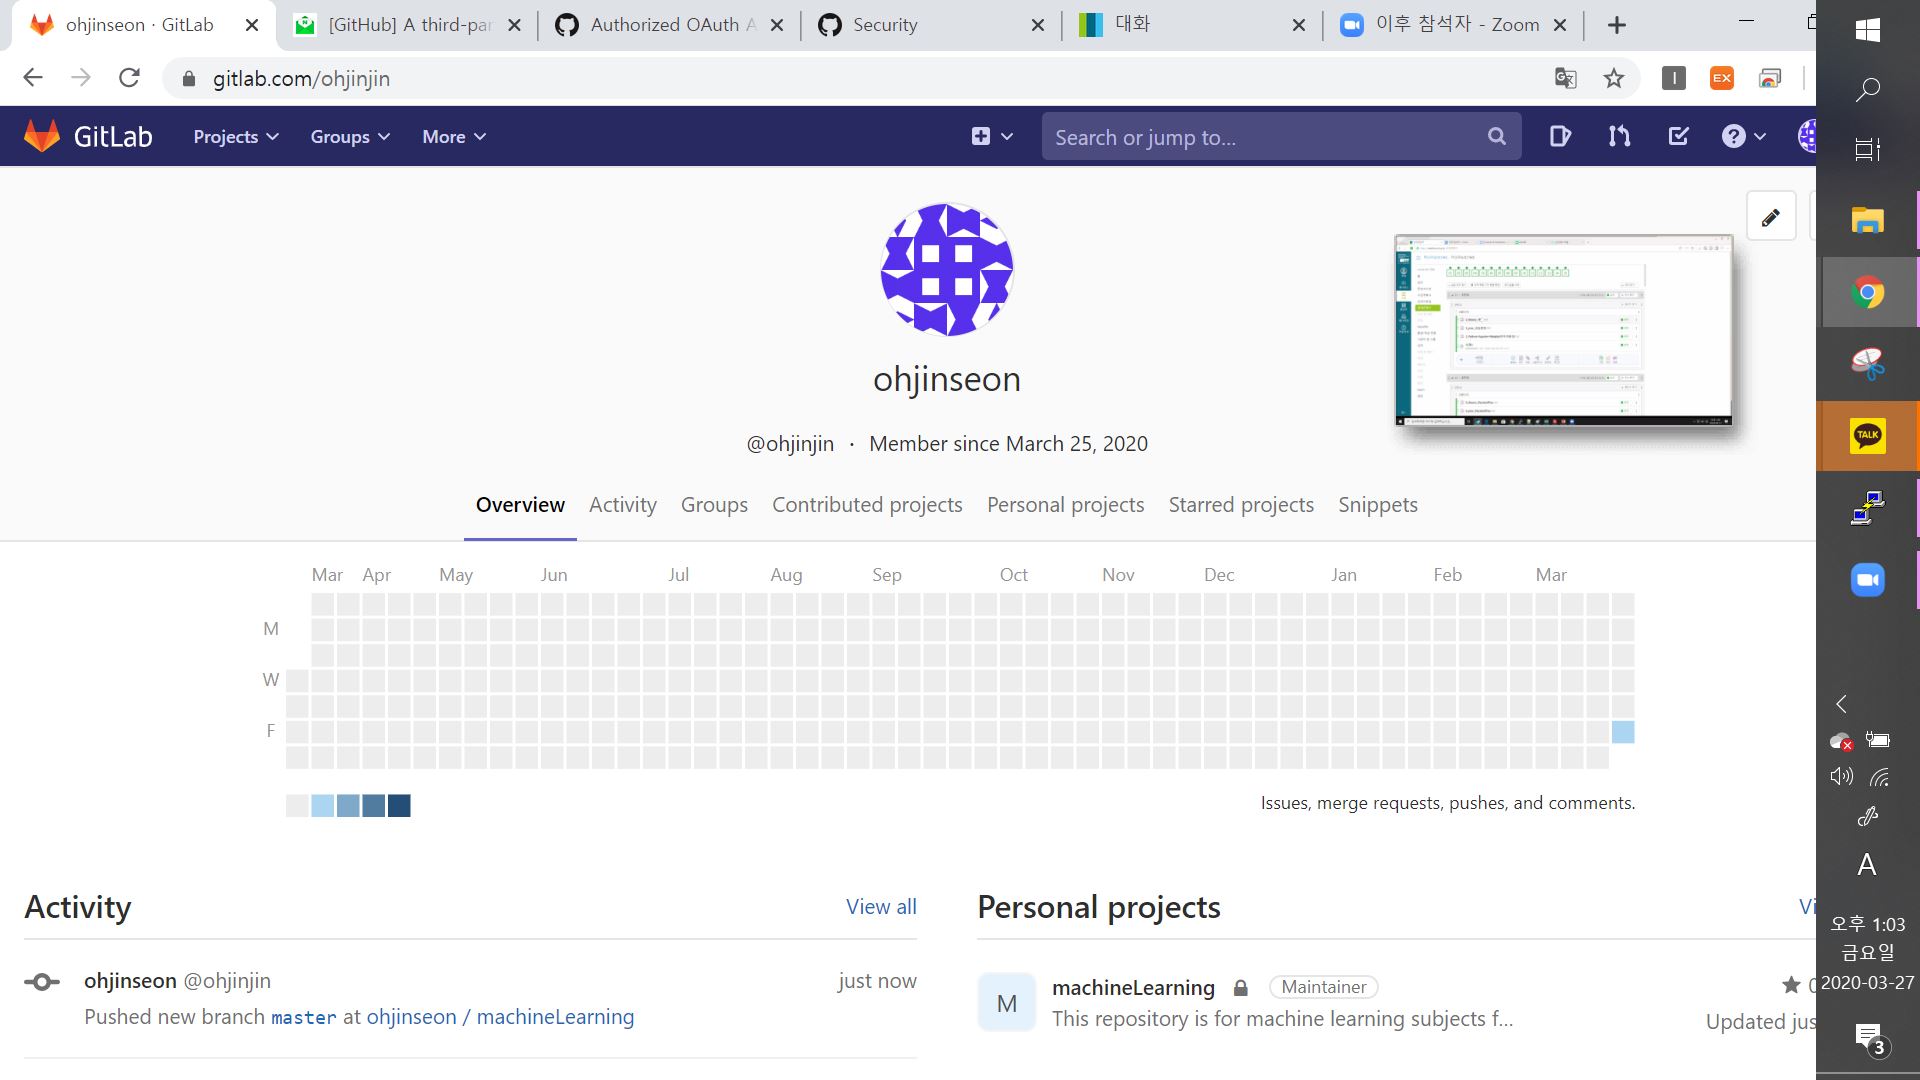 ohjinseon · GitLab
[GitHub] A third-par
Authorized OAuth A
Security
대화
이후 참석자 - Zoom
gitlab.com/ohjinjin
EX
GitLab
Projects
Groups
More
Search or jump to...
ohjinseon
@ohjinjin · Member since March 25, 2020
Overview
Activity
Groups
Contributed projects
Personal projects
Starred projects
Snippets
Mar Apr May Jun Jul Aug Sep Oct Nov Dec Jan Feb Mar
M
W
F
Issues, merge requests, pushes, and comments.
Activity
View all
ohjinseon @ohjinjin
just now
Pushed new branch master at ohjinseon / machineLearning
Personal projects
Vi
M
machineLearning
Maintainer
This repository is for machine learning subjects f...
Updated jus
TALK
A
오후 1:03
금요일
2020-03-27
3